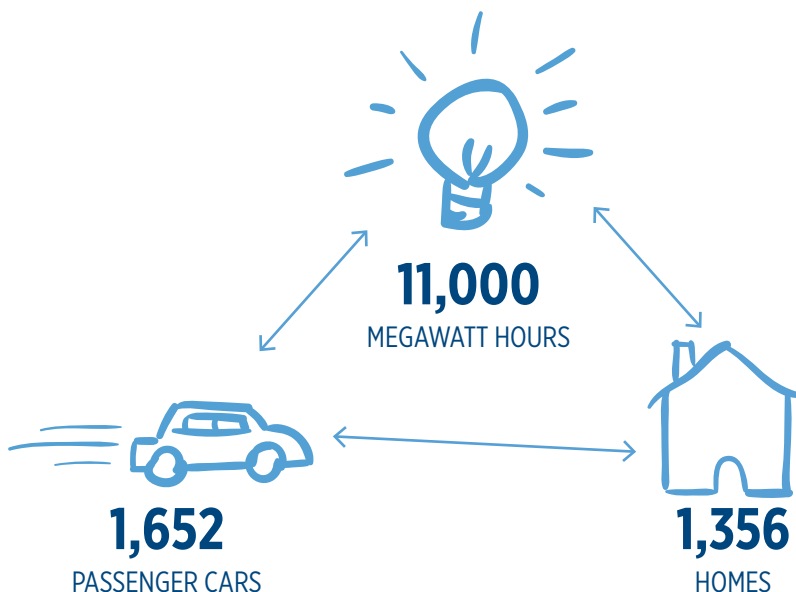 11,000
MEGAWATT HOURS
1,652
PASSENGER CARS
1,356
HOMES